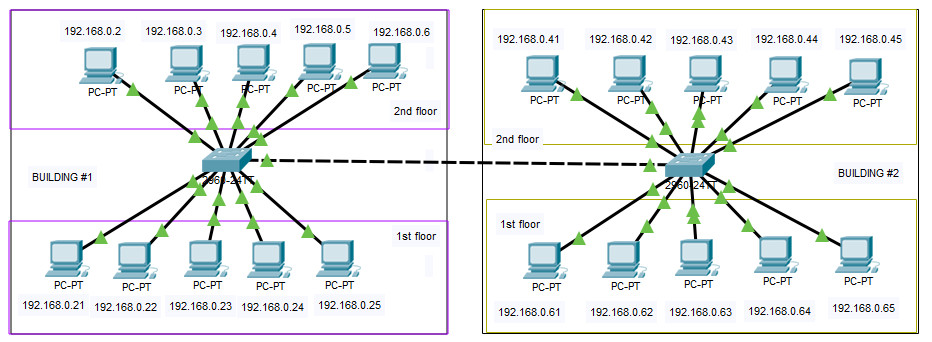 192.168.0.2 192.168.0.3 192.168.0.4 192.168.0.5 192.168.0.6
PC-PT PC-PT PC-PT PC-PT PC-PT
2nd floor
2960-24TT
BUILDING #1
1st floor
PC-PT PC-PT PC-PT PC-PT PC-PT
192.168.0.21 192.168.0.22 192.168.0.23 192.168.0.24 192.168.0.25
192.168.0.41 192.168.0.42 192.168.0.43 192.168.0.44 192.168.0.45
PC-PT PC-PT PC-PT PC-PT PC-PT
2nd floor
2960-24TT
BUILDING #2
1st floor
PC-PT PC-PT PC-PT PC-PT PC-PT
192.168.0.61 192.168.0.62 192.168.0.63 192.168.0.64 192.168.0.65